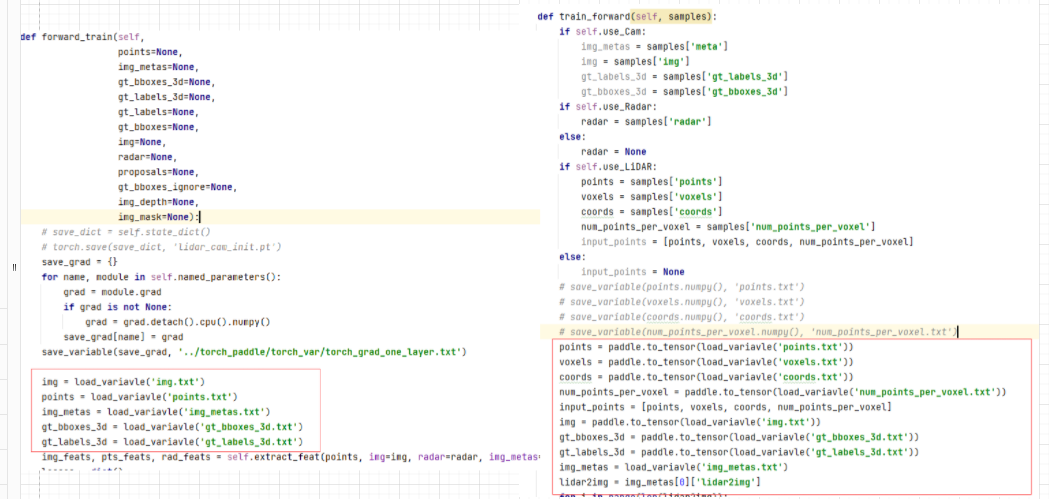 def forward_train(self,
points=None,
img_metas=None,
gt_bboxes_3d=None,
gt_labels_3d=None,
gt_labels=None,
gt_bboxes=None,
img=None,
radar=None,
proposals=None,
gt_bboxes_ignore=None,
img_depth=None,
img_mask=None):
# save_dict = self.state_dict()
# torch.save(save_dict, 'lidar_cam_init.pt')
save_grad = {}
for name, module in self.named_parameters():
grad = module.grad
if grad is not None:
grad = grad.detach().cpu().numpy()
save_grad[name] = grad
save_variable(save_grad, '../torch_paddle/torch_var/torch_grad_one_layer.txt')
img = load_variavle('img.txt')
points = load_variavle('points.txt')
img_metas = load_variavle('img_metas.txt')
gt_bboxes_3d = load_variavle('gt_bboxes_3d.txt')
gt_labels_3d = load_variavle('gt_labels_3d.txt')
img_feats, pts_feats, rad_feats = self.extract_feat(points, img=img, radar=radar, img_metas=
def train_forward(self, samples):
if self.use_Cam:
img_metas = samples['meta']
img = samples['img']
gt_labels_3d = samples['gt_labels_3d']
gt_bboxes_3d = samples['gt_bboxes_3d']
if self.use_Radar:
radar = samples['radar']
else:
radar = None
if self.use_LiDAR:
points = samples['points']
voxels = samples['voxels']
coords = samples['coords']
num_points_per_voxel = samples['num_points_per_voxel']
input_points = [points, voxels, coords, num_points_per_voxel]
else:
input_points = None
# save_variable(points.numpy(), 'points.txt')
# save_variable(voxels.numpy(), 'voxels.txt')
# save_variable(coords.numpy(), 'coords.txt')
# save_variable(num_points_per_voxel.numpy(), 'num_points_per_voxel.txt')
points = paddle.to_tensor(load_variavle('points.txt'))
voxels = paddle.to_tensor(load_variavle('voxels.txt'))
coords = paddle.to_tensor(load_variavle('coords.txt'))
num_points_per_voxel = paddle.to_tensor(load_variavle('num_points_per_voxel.txt'))
input_points = [points, voxels, coords, num_points_per_voxel]
img = paddle.to_tensor(load_variavle('img.txt'))
gt_bboxes_3d = paddle.to_tensor(load_variavle('gt_bboxes_3d.txt'))
gt_labels_3d = paddle.to_tensor(load_variavle('gt_labels_3d.txt'))
img_metas = load_variavle('img_metas.txt')
lidar2img = img_metas[0]['lidar2img']